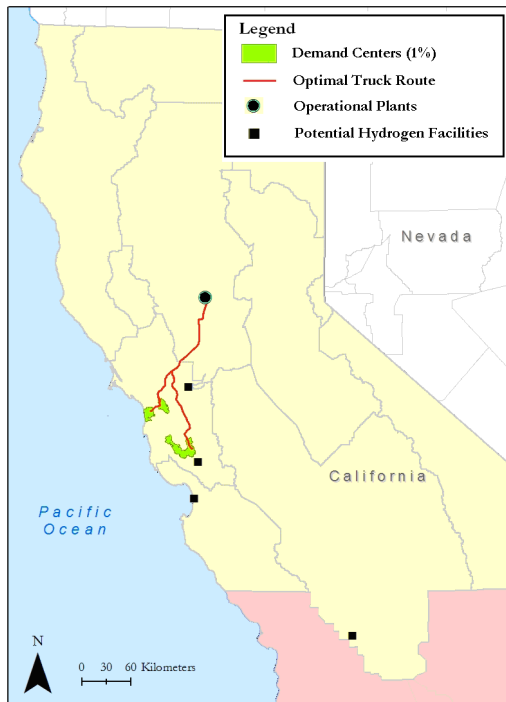 Legend
Demand Centers (1%)
Optimal Truck Route
Operational Plants
Potential Hydrogen Facilities
Nevada
California
Pacific
Ocean
N
0 30 60 Kilometers